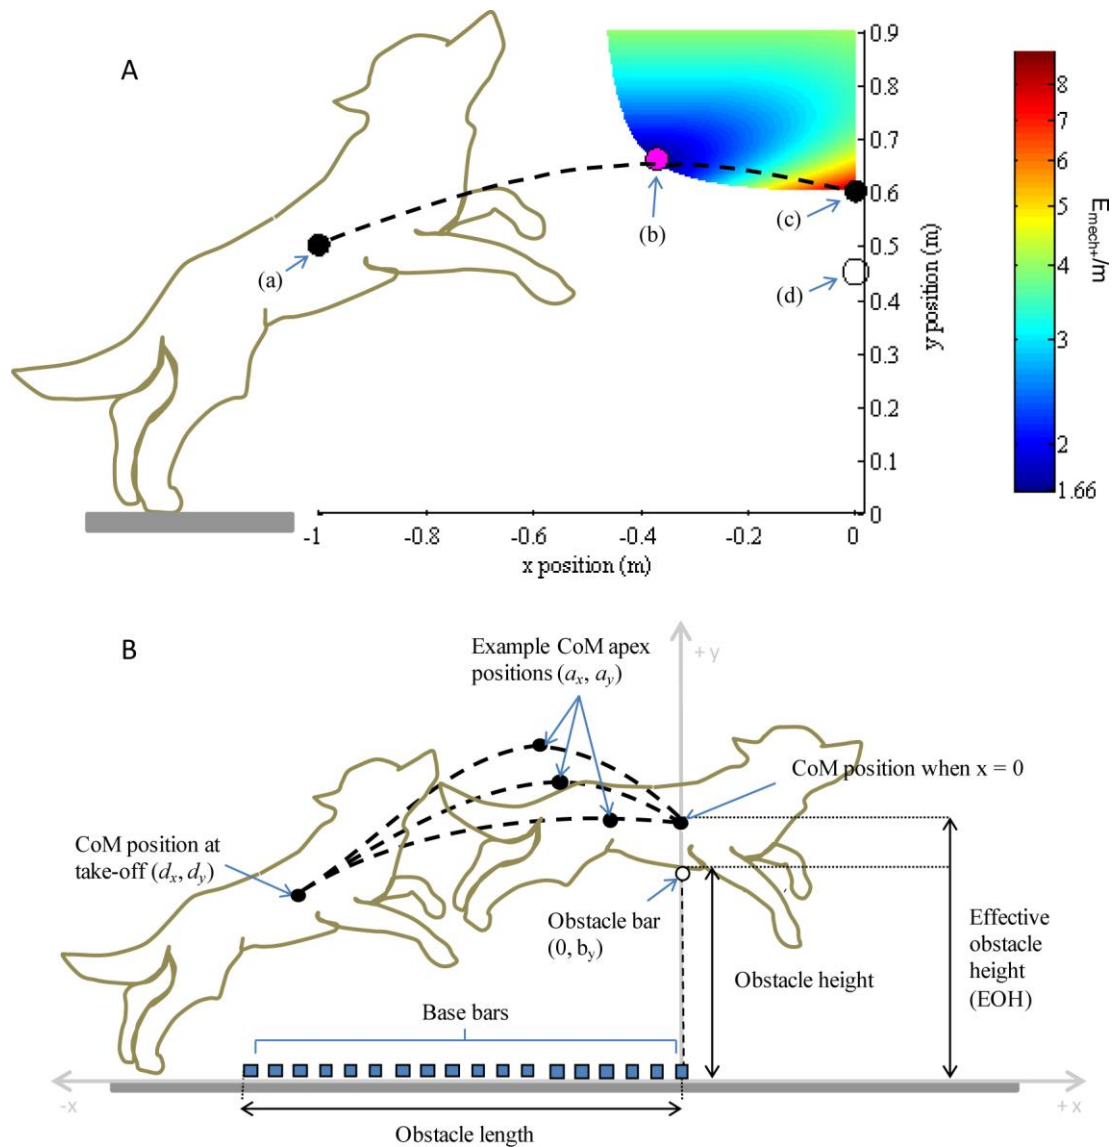 A
(a)
(b)
(c)
(d)
0.9
0.8
0.7
0.6
0.5
0.4
0.3
0.2
0.1
0
y position (m)
-1
-0.8
-0.6
-0.4
-0.2
0
x position (m)
8
7
6
5
4
3
2
1.66
Emech+/m
B
Example CoM apex
positions (ax, ay)
+ y
CoM position when x = 0
CoM position at
take-off (dx, dy)
Obstacle bar
(0, by)
Obstacle height
Effective
obstacle
height
(EOH)
Base bars
-x
+ x
Obstacle length